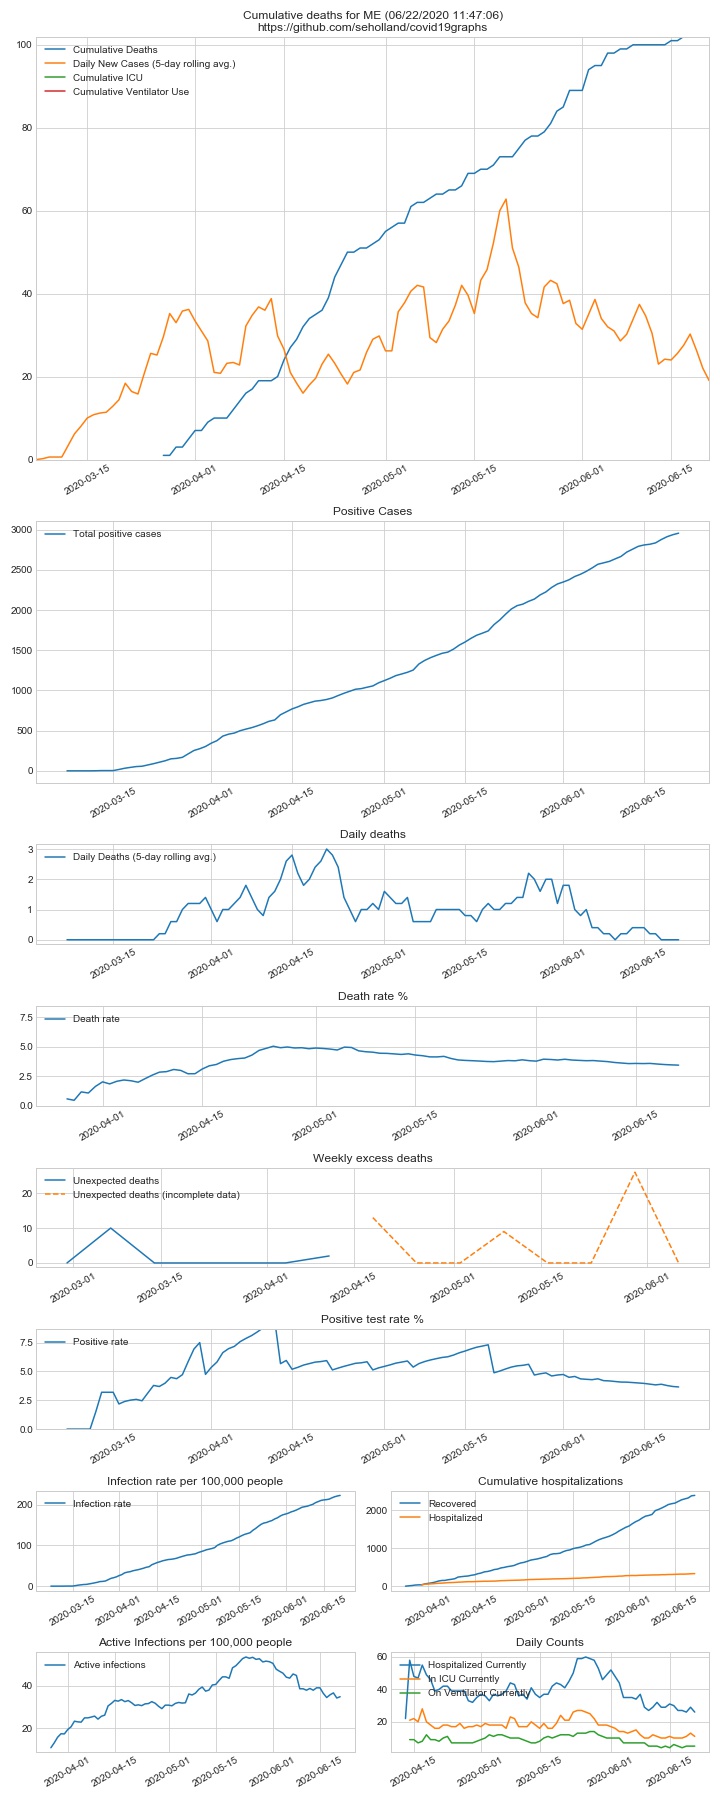 Cumulative deaths for ME (06/22/2020 11:47:06)
https://github.com/seholland/covid19graphs
Cumulative Deaths
Daily New Cases (5-day rolling avg.)
Cumulative ICU
Cumulative Ventilator Use
100
80
60
40
20
0
2020-03-15 2020-04-01 2020-04-15 2020-05-01 2020-05-15 2020-06-01 2020-06-15
Positive Cases
Total positive cases
3000
2500
2000
1500
1000
500
0
2020-03-15 2020-04-01 2020-04-15 2020-05-01 2020-05-15 2020-06-01 2020-06-15
Daily deaths
Daily Deaths (5-day rolling avg.)
3
2
1
0
2020-03-15 2020-04-01 2020-04-15 2020-05-01 2020-05-15 2020-06-01 2020-06-15
Death rate %
Death rate
7.5
5.0
2.5
0.0
2020-04-01 2020-04-15 2020-05-01 2020-05-15 2020-06-01 2020-06-15
Weekly excess deaths
Unexpected deaths
Unexpected deaths (incomplete data)
20
10
0
2020-03-01 2020-03-15 2020-04-01 2020-04-15 2020-05-01 2020-05-15 2020-06-01
Positive test rate %
Positive rate
7.5
5.0
2.5
0.0
2020-03-15 2020-04-01 2020-04-15 2020-05-01 2020-05-15 2020-06-01 2020-06-15
Infection rate per 100,000 people
Infection rate
200
100
0
2020-03-15 2020-04-01 2020-04-15 2020-05-01 2020-05-15 2020-06-01 2020-06-15
Cumulative hospitalizations
Recovered
Hospitalized
2000
1000
0
2020-04-01 2020-04-15 2020-05-01 2020-05-15 2020-06-01 2020-06-15
Active Infections per 100,000 people
Active infections
40
20
2020-04-01 2020-04-15 2020-05-01 2020-05-15 2020-06-01 2020-06-15
Daily Counts
Hospitalized Currently
In ICU Currently
On Ventilator Currently
60
40
20
2020-04-15 2020-05-01 2020-05-15 2020-06-01 2020-06-15